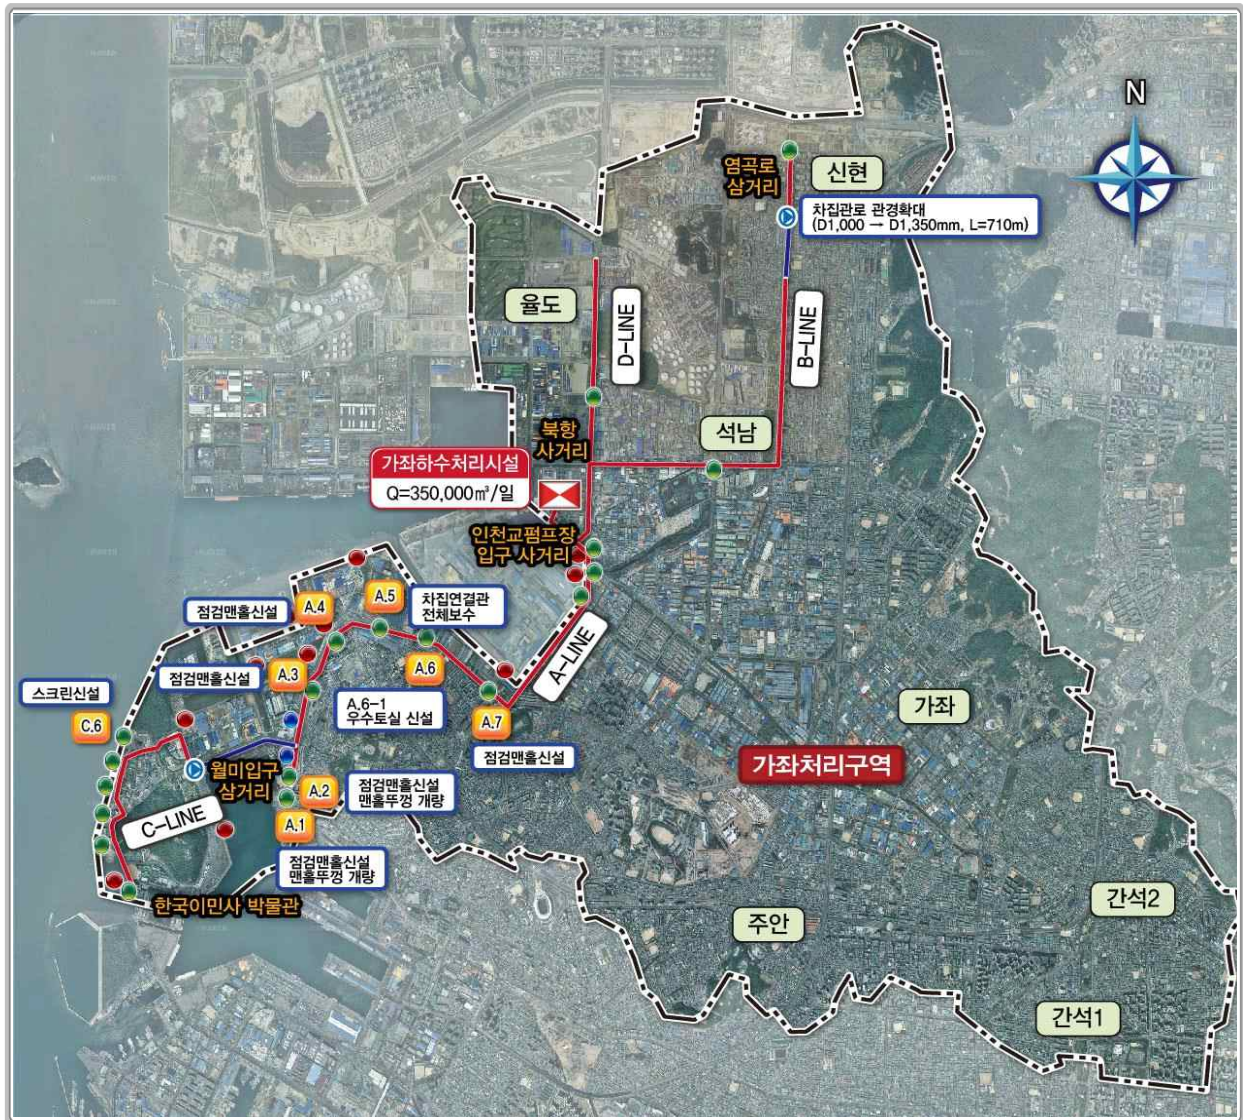 N
염곡로
삼거리
신현
차집관로 관경확대
(D1,000 → D1,350mm, L=710m)
율도
D-LINE
B-LINE
석남
북항
사거리
가좌하수처리시설
Q=350,000㎥/일
인천교펌프장
입구 사거리
A.5
차집연결관
전체보수
점검맨홀신설
A.4
A-LINE
점검맨홀신설
A.3
A.6
A.6-1
우수토실 신설
스크린신설
C.6
A.7
점검맨홀신설
가좌
가좌처리구역
월미입구
삼거리
A.2
점검맨홀신설
맨홀뚜껑 개량
C-LINE
A.1
점검맨홀신설
맨홀뚜껑 개량
한국이민사 박물관
주안
간석2
간석1